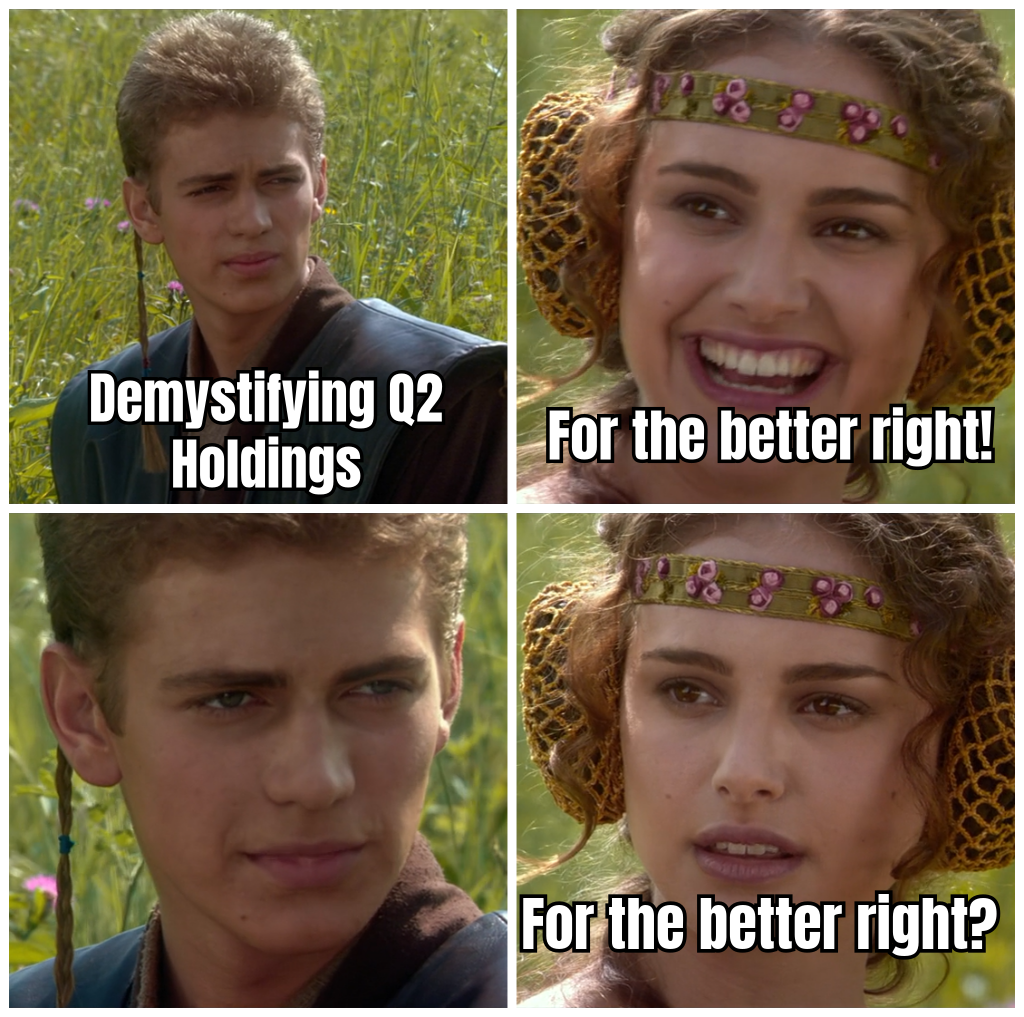 Demystifying Q2
Holdings
For the better right!
For the better right?